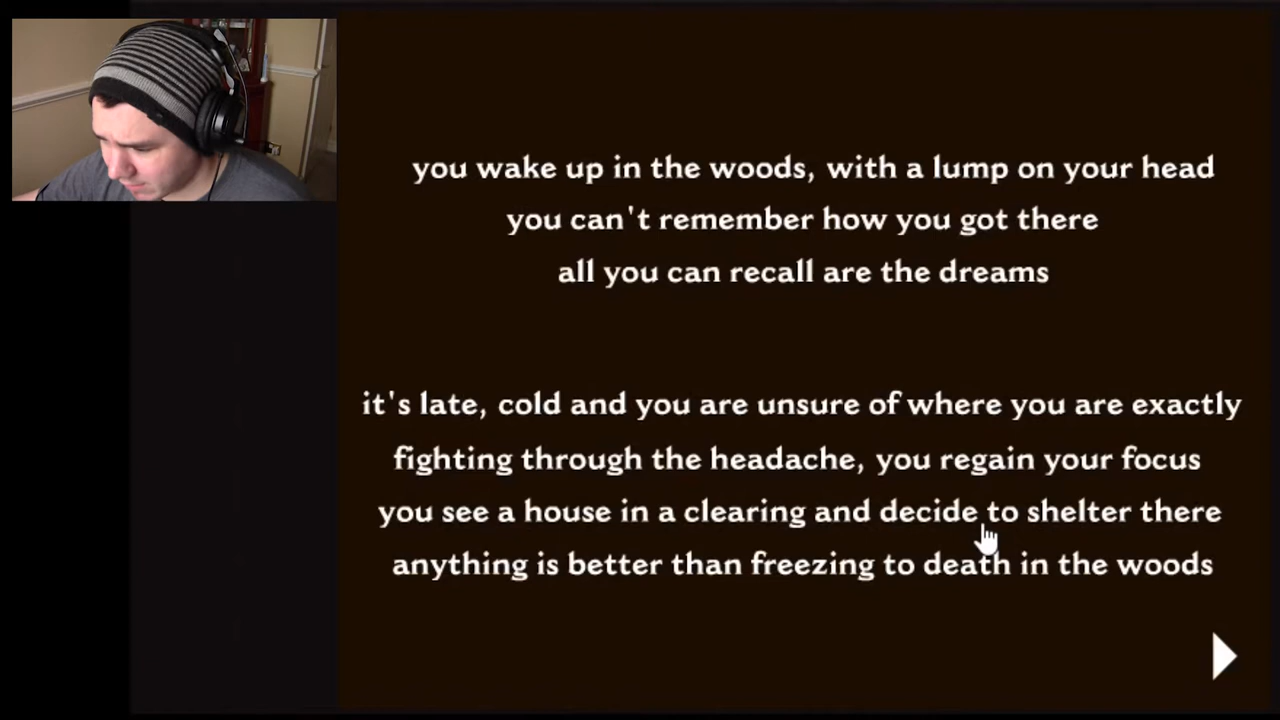 you wake up in the woods, with a lump on your head
you can't remember how you got there
all you can recall are the dreams
it's late, cold and you are unsure of where you are exactly
fighting through the headache, you regain your focus
you see a house in a clearing and decide to shelter there
anything is better than freezing to death in the woods